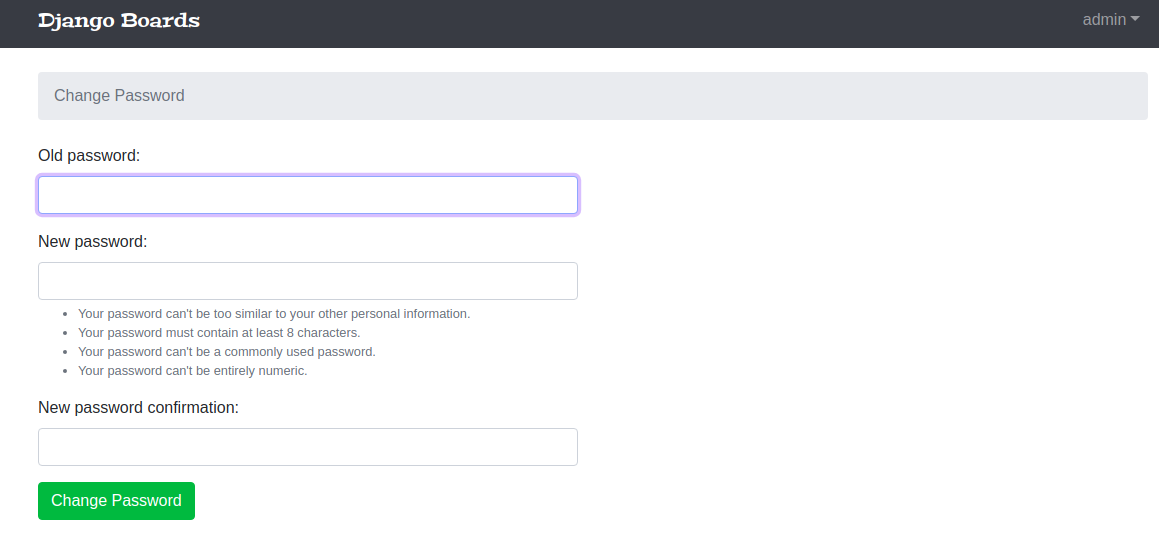 Django Boards
admin
Change Password
Old password:
New password:
Your password can't be too similar to your other personal information.
Your password must contain at least 8 characters.
Your password can't be a commonly used password.
Your password can't be entirely numeric.
New password confirmation:
Change Password